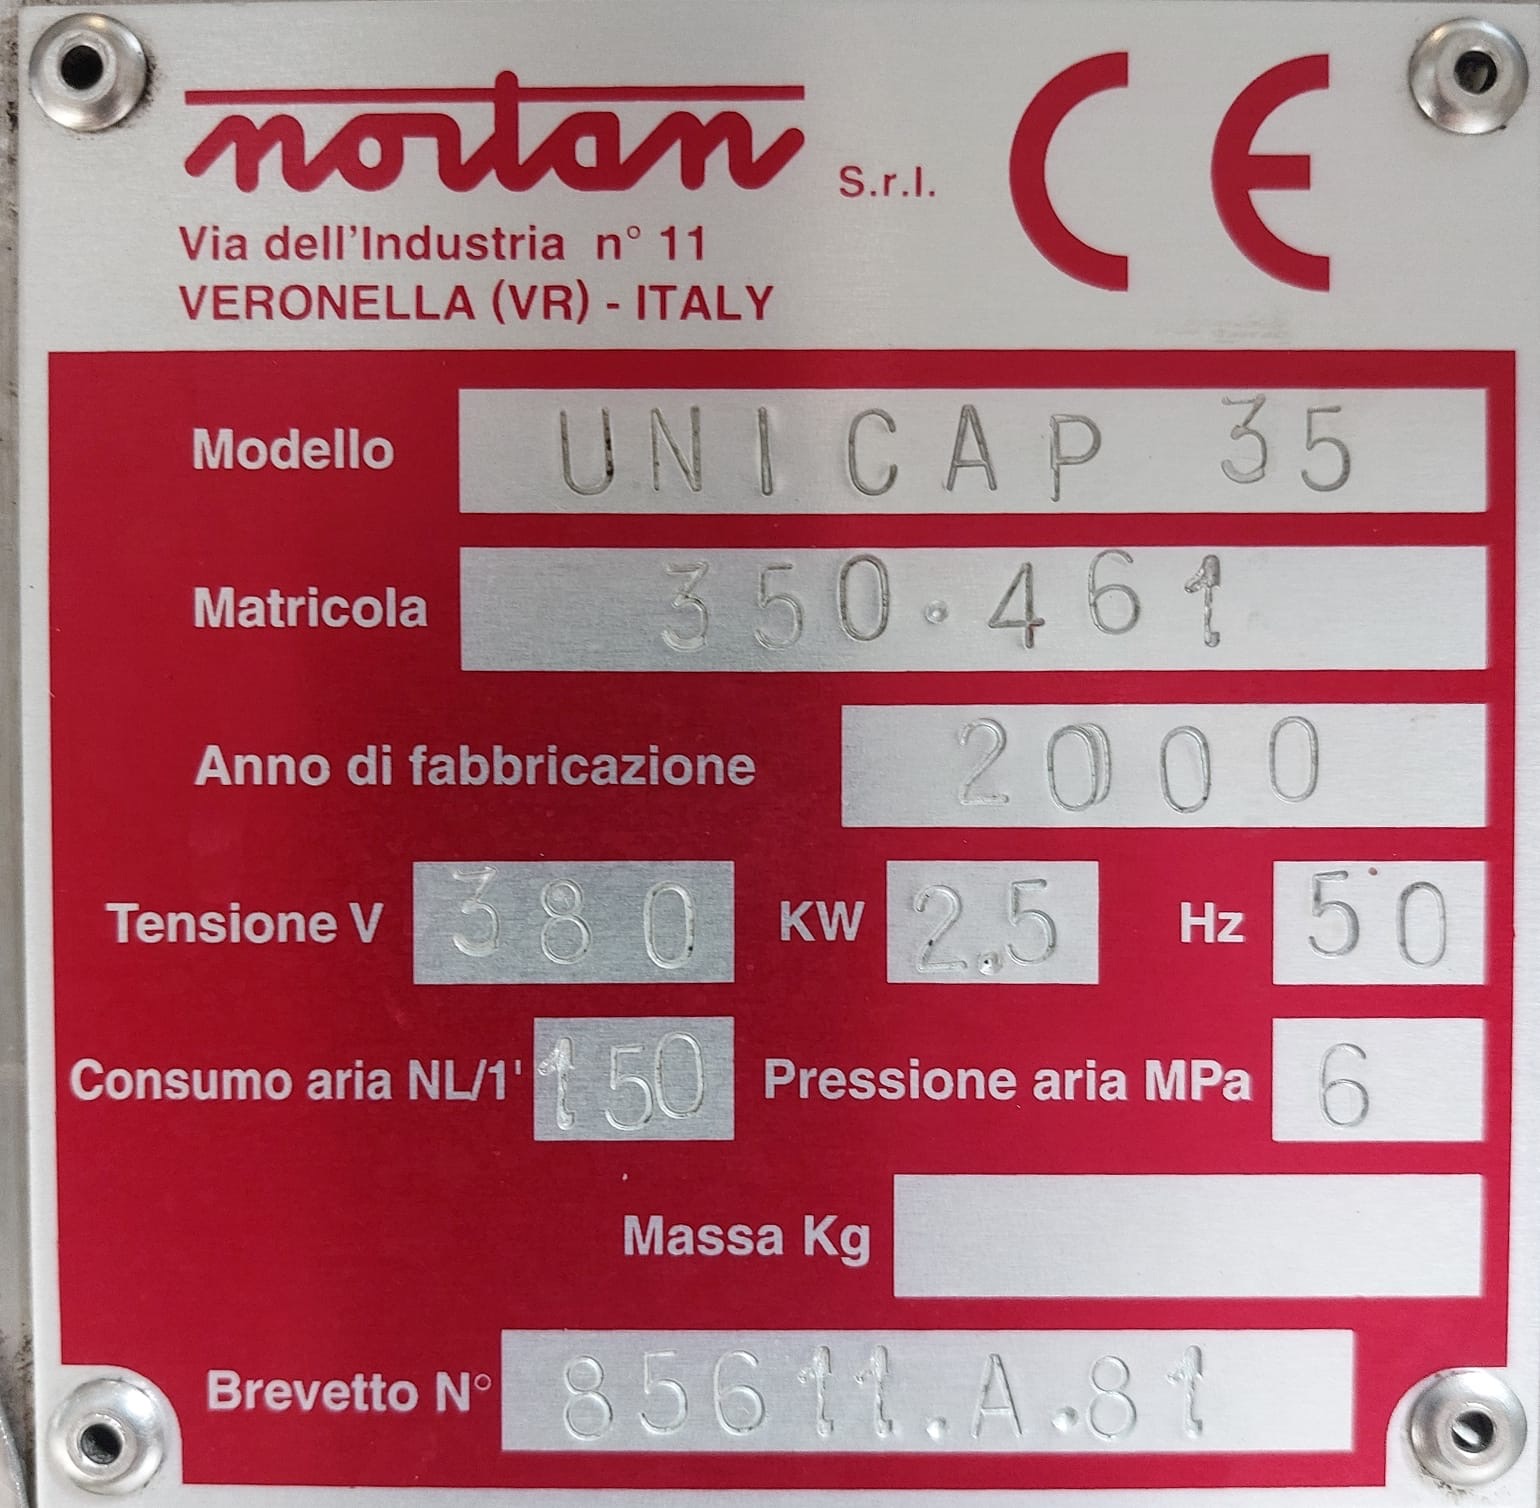 nortan S.r.l. CE
Via dell'Industria n° 11
VERONELLA (VR) - ITALY
Modello UNICAP 35
Matricola 350.461
Anno di fabbricazione 2000
Tensione V 380 KW 2.5 Hz 50
Consumo aria NL/1' 150 Pressione aria MPa 6
Massa Kg
Brevetto N° 85611.A.81